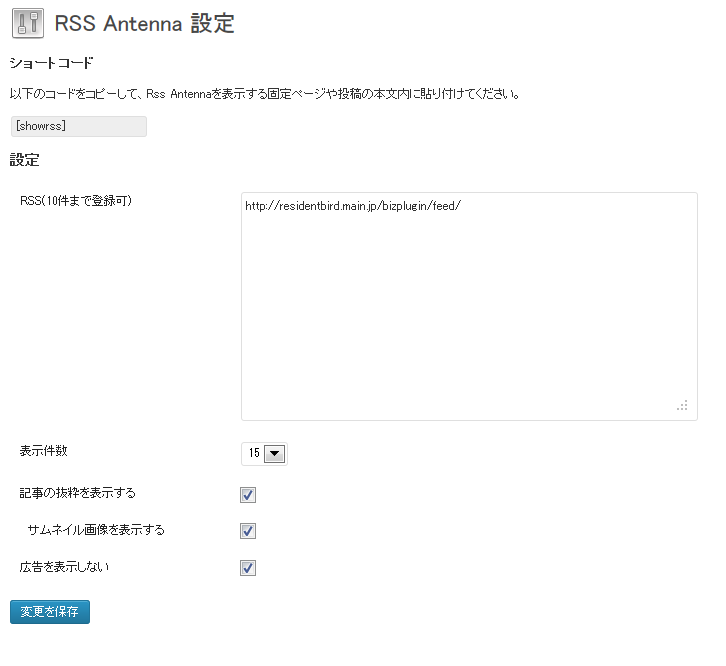 RSS Antenna 設定
ショートコード
以下のコードをコピーして、Rss Antennaを表示する固定ページや投稿の本文内に貼り付けてください。
[showrss]
設定
RSS(10件まで登録可)
http://residentbird.main.jp/bizplugin/feed/
表示件数
15
記事の抜粋を表示する
サムネイル画像を表示する
広告を表示しない
変更を保存